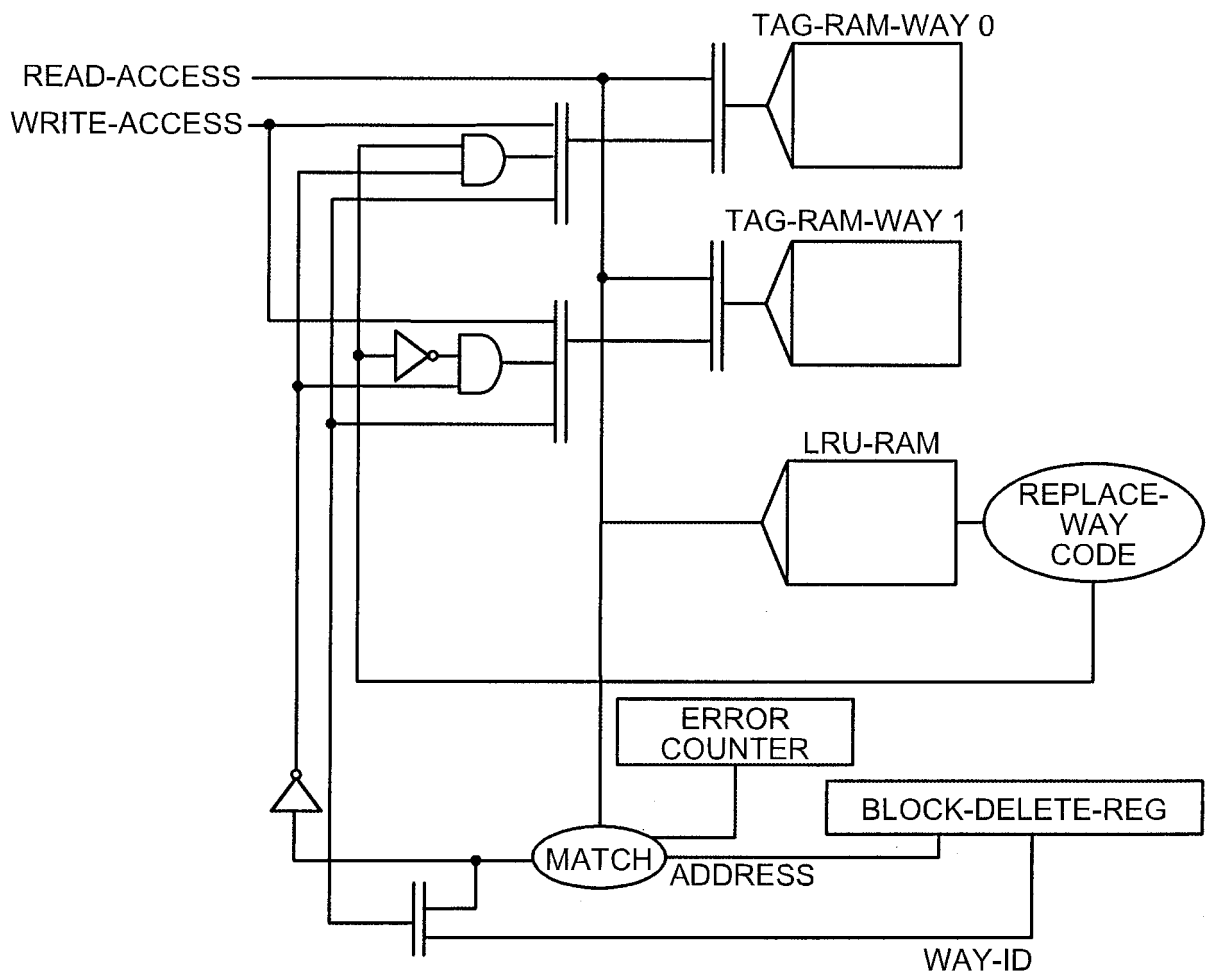 TAG-RAM-WAY 0
READ-ACCESS
WRITE-ACCESS
TAG-RAM-WAY 1
LRU-RAM
REPLACE-
WAY
CODE
ERROR
COUNTER
BLOCK-DELETE-REG
MATCH
ADDRESS
WAY-ID